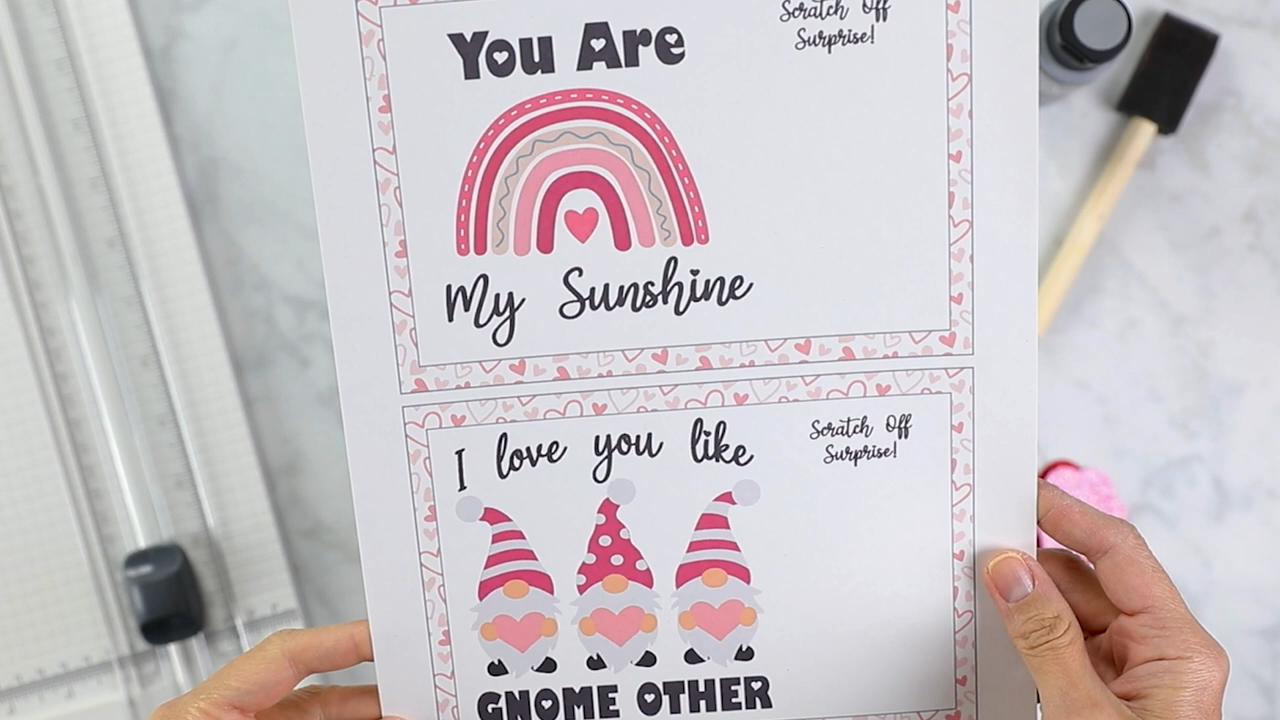 You Are
Scratch Off
Surprise!
My Sunshine
I love you like
Scratch Off
Surprise!
GNOME OTHER